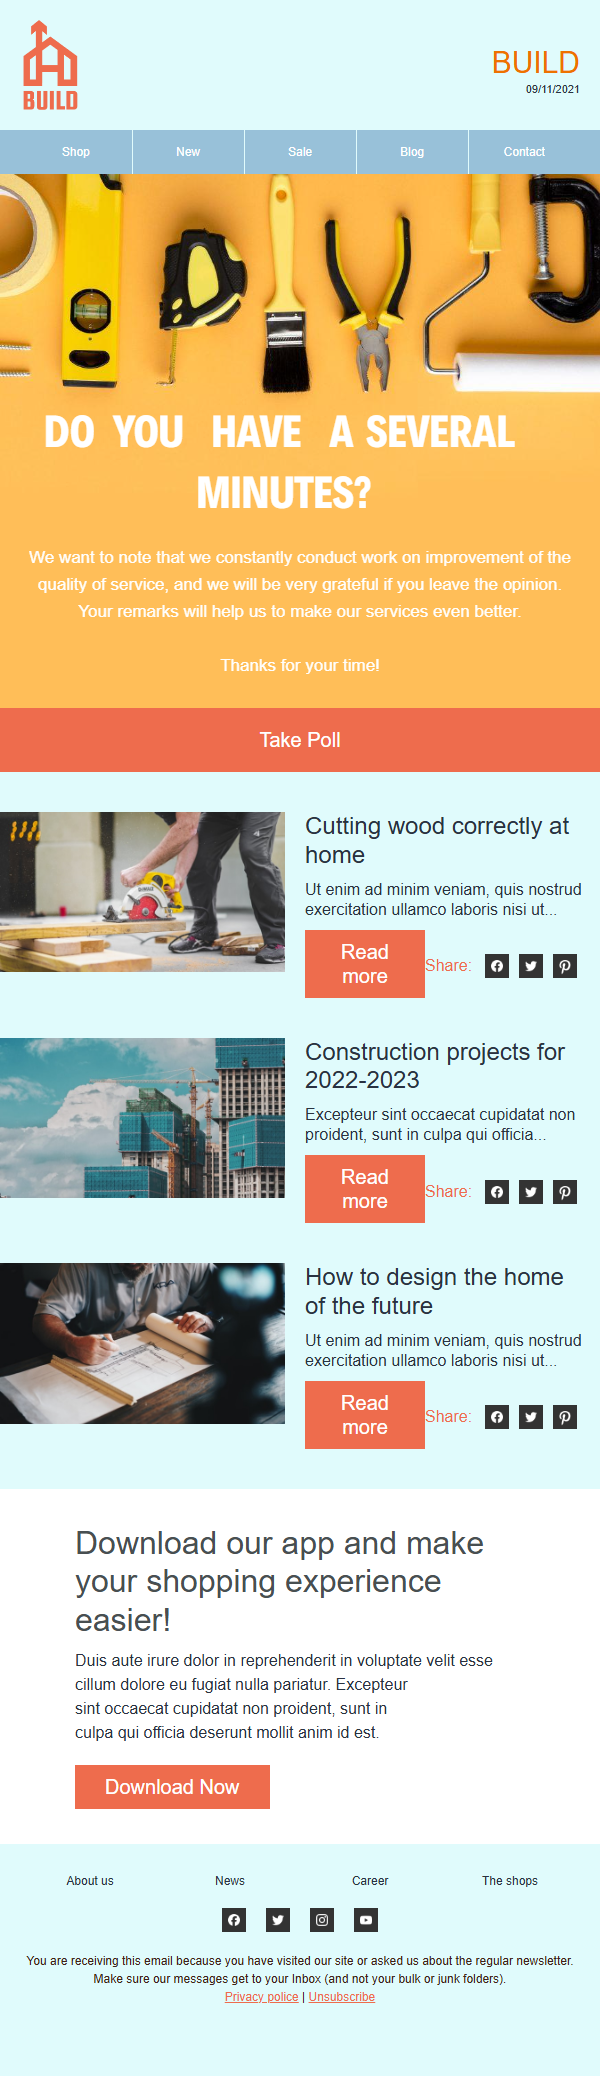 BUILD
BUILD
09/11/2021
Shop
New
Sale
Blog
Contact
DO YOU HAVE A SEVERAL
MINUTES?
We want to note that we constantly conduct work on improvement of the
quality of service, and we will be very grateful if you leave the opinion.
Your remarks will help us to make our services even better.
Thanks for your time!
Take Poll
Cutting wood correctly at
home
Ut enim ad minim veniam, quis nostrud
exercitation ullamco laboris nisi ut...
Read
more
Share:
Construction projects for
2022-2023
Excepteur sint occaecat cupidatat non
proident, sunt in culpa qui officia...
Read
more
Share:
How to design the home
of the future
Ut enim ad minim veniam, quis nostrud
exercitation ullamco laboris nisi ut...
Read
more
Share:
Download our app and make
your shopping experience
easier!
Duis aute irure dolor in reprehenderit in voluptate velit esse
cillum dolore eu fugiat nulla pariatur. Excepteur
sint occaecat cupidatat non proident, sunt in
culpa qui officia deserunt mollit anim id est.
Download Now
About us
News
Career
The shops
You are receiving this email because you have visited our site or asked us about the regular newsletter.
Make sure our messages get to your Inbox (and not your bulk or junk folders).
Privacy police | Unsubscribe